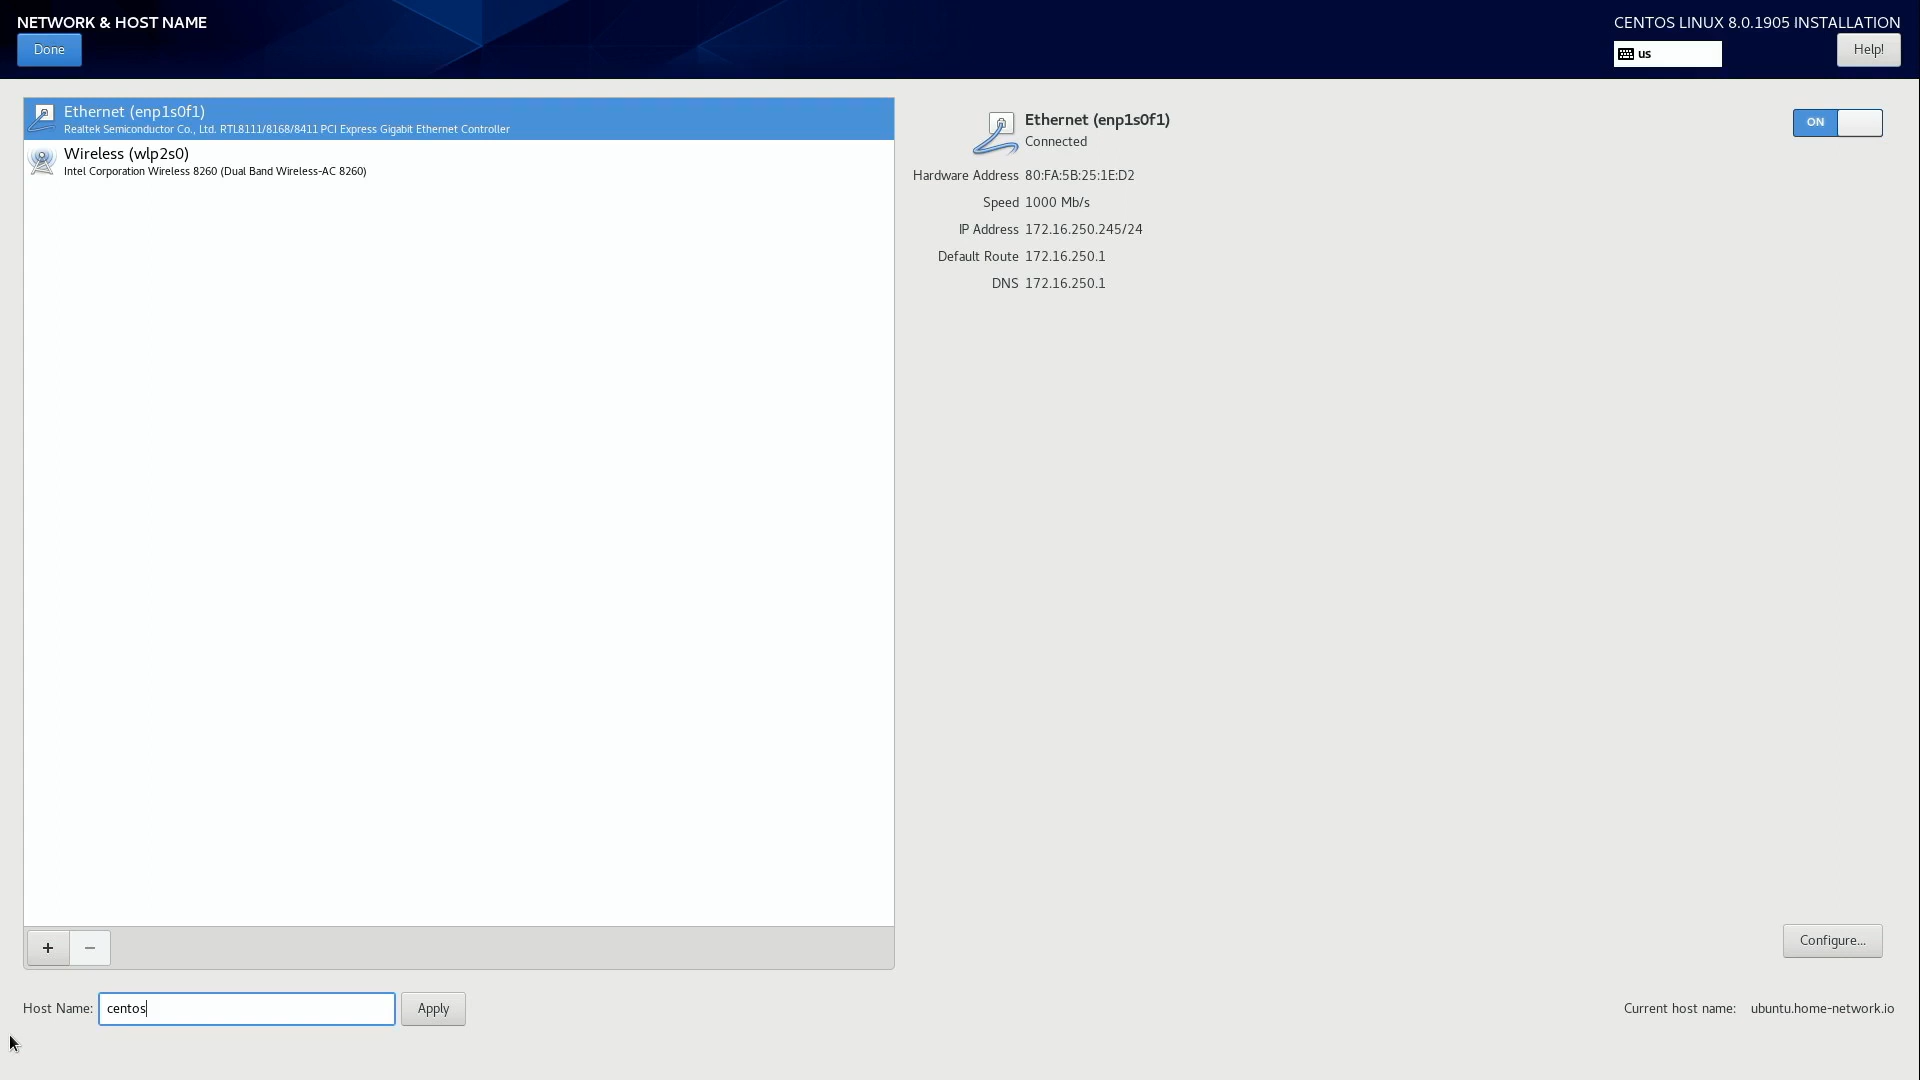 NETWORK & HOST NAME
Done
CENTOS LINUX 8.0.1905 INSTALLATION
us
Help!
Ethernet (enp1s0f1)
Realtek Semiconductor Co., Ltd. RTL8111/8168/8411 PCI Express Gigabit Ethernet Controller
Wireless (wlp2s0)
Intel Corporation Wireless 8260 (Dual Band Wireless-AC 8260)
Ethernet (enp1s0f1)
Connected
ON
Hardware Address 80:FA:5B:25:1E:D2
Speed 1000 Mb/s
IP Address 172.16.250.245/24
Default Route 172.16.250.1
DNS 172.16.250.1
+ −
Configure...
Host Name: centos Apply
Current host name: ubuntu.home-network.io